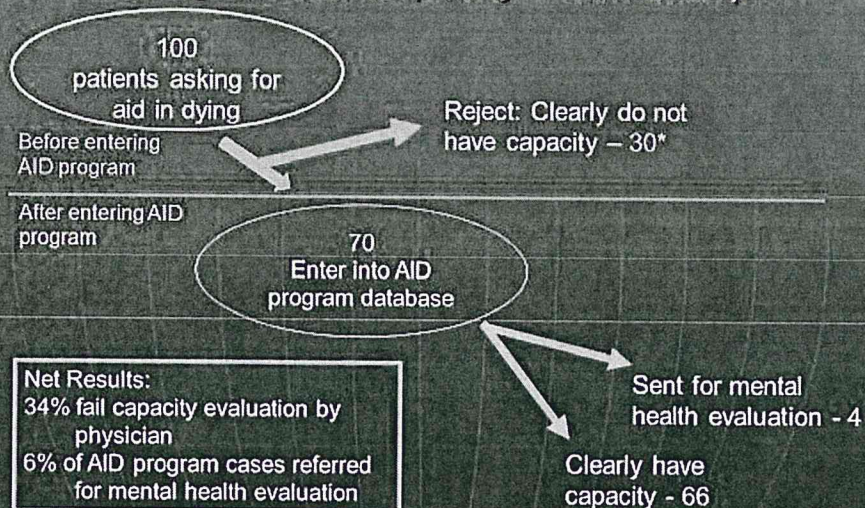 100
patients asking for
aid in dying
Before entering
AID program
Reject: Clearly do not
have capacity – 30*
After entering AID
program
70
Enter into AID
program database
Net Results:
34% fail capacity evaluation by
physician
6% of AID program cases referred
for mental health evaluation
Sent for mental
health evaluation - 4
Clearly have
capacity - 66